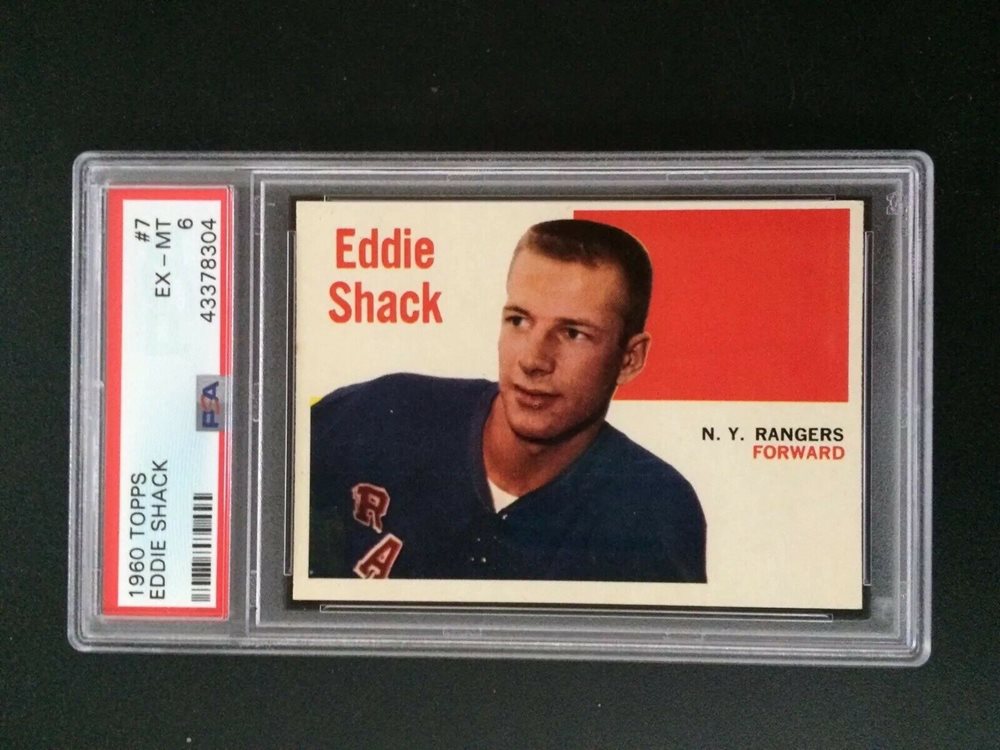 1960 TOPPS
EDDIE SHACK
#7
EX - MT
6
43378304
PSA
Eddie
Shack
N. Y. RANGERS
FORWARD
RA